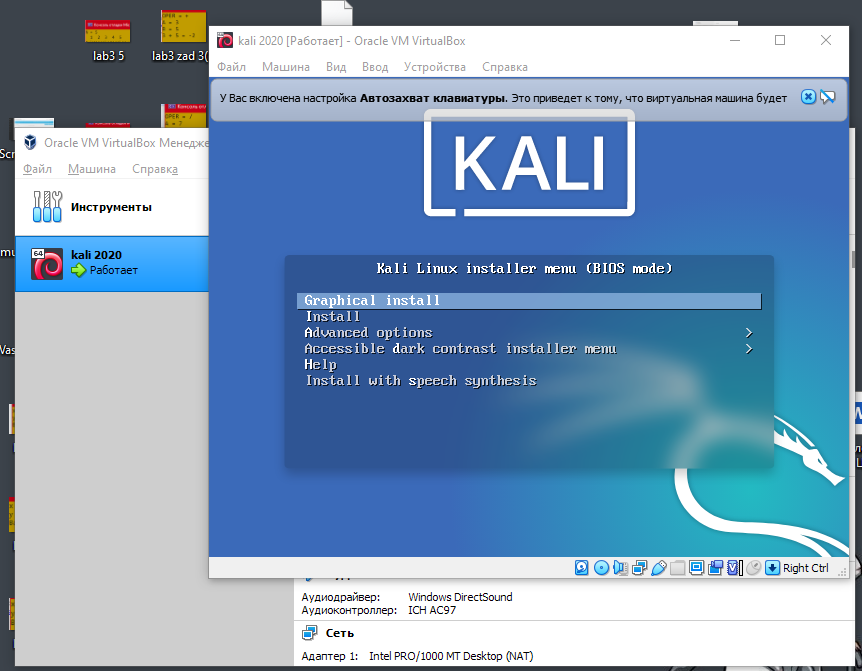 lab3 5
lab3 zad 3(
kali 2020 [Работает] - Oracle VM VirtualBox
Файл Машина Вид Ввод Устройства Справка
У Вас включена настройка Автозахват клавиатуры. Это приведет к тому, что виртуальная машина будет
KALI
Kali Linux installer menu (BIOS mode)
Graphical install
Install
Advanced options >
Accessible dark contrast installer menu >
Help
Install with speech synthesis
Right Ctrl
Oracle VM VirtualBox Менедже
Файл Машина Справка
Инструменты
64
kali 2020
Работает
Аудиодрайвер: Windows DirectSound
Аудиоконтроллер: ICH AC97
Сеть
Адаптер 1: Intel PRO/1000 MT Desktop (NAT)